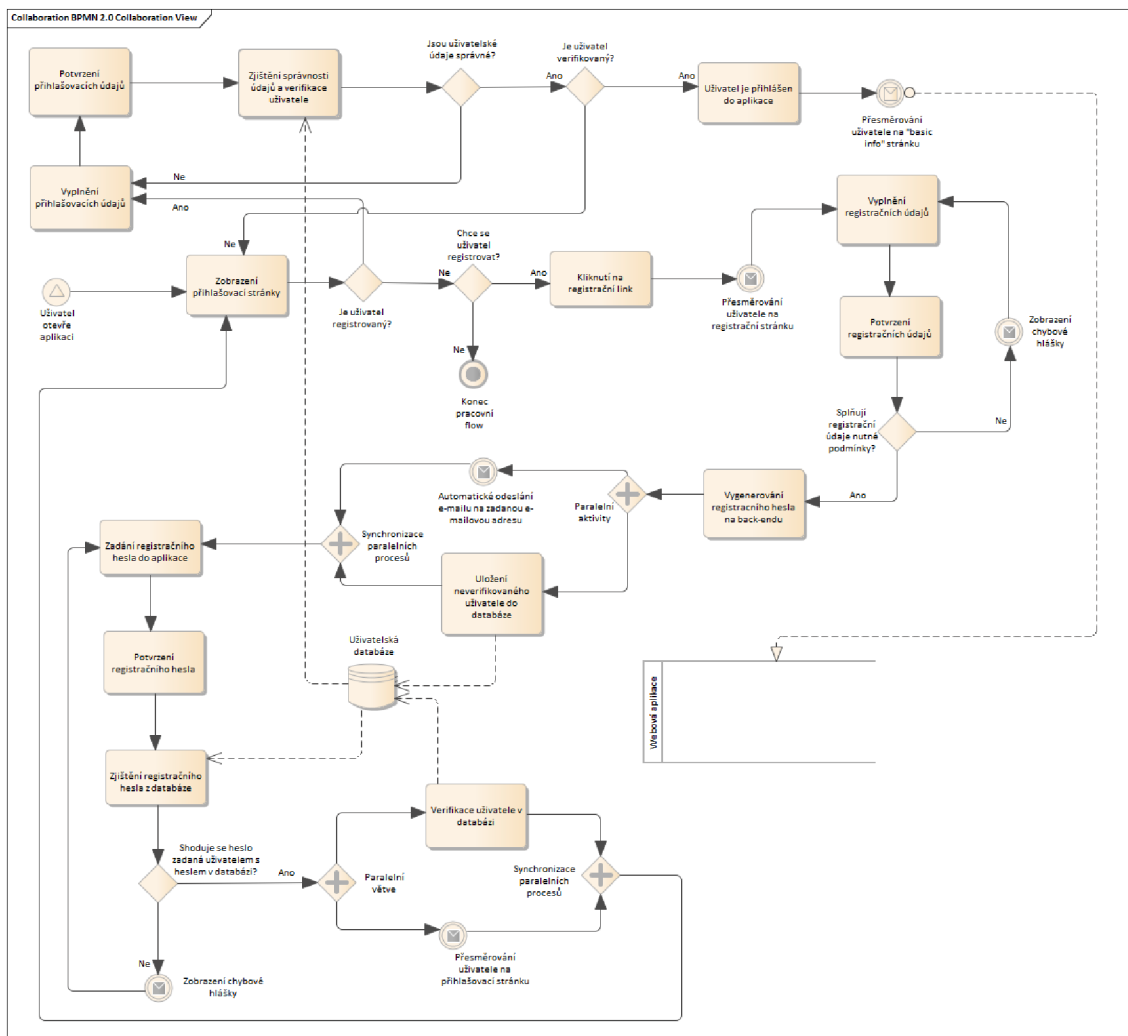 Collaboration BPMN 2.0 Collaboration View
Potvrzení
přihlašovacích údajů
Zjištění správnosti
údajů a verifikace
uživatele
Jsou uživatelské
údaje správné?
Ano
Je uživatel
verifikovaný?
Ano
Uživatel je přihlášen
do aplikace
Přesměrování
uživatele na "basic
info" stránku
Ne
Vyplnění
přihlašovacích údajů
Ano
Ne
Vyplnění
registračních údajů
Uživatel
otevře
aplikaci
Zobrazení
přihlašovací stránky
Je uživatel
registrovaný?
Ne
Chce se
uživatel
registrovat?
Ano
Kliknutí na
registrační link
Přesměrování
uživatele na
registrační stránku
Potvrzení
registračních údajů
Zobrazení
chybové
hlášky
Ne
Konec
pracovní
flow
Splňují
registrační
údaje nutné
podmínky?
Ne
Ano
Vygenerování
registracního hesla
na back-endu
Paralelní
aktivity
Automatické odeslání
e-mailu na zadanou e-
mailovou adresu
Synchronizace
paralelních
procesů
Uložení
neverifikovaného
uživatele do
databáze
Zadání registračního
hesla do aplikace
Potvrzení
registračního hesla
Uživatelská
databáze
Webová aplikace
Zjištění registračního
hesla z databáze
Verifikace uživatele v
databázi
Shoduje se heslo
zadaná uživatelem s
heslem v databázi?
Ano
Paralelní
větve
Synchronizace
paralelních
procesů
Přesměrování
uživatele na
přihlašovací stránku
Ne
Zobrazení chybové
hlášky